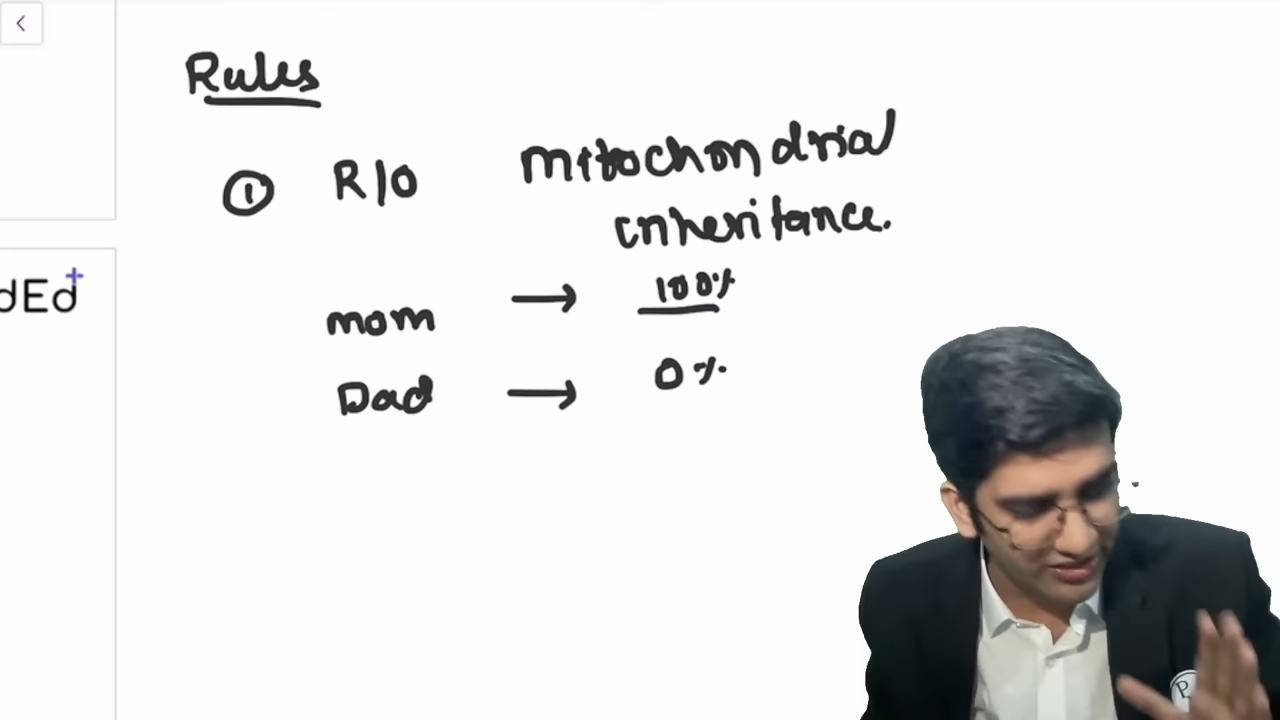 Rules
① R/O mitochondrial
inheritance.
mom → 100%
Dad → 0%
dEd+
P